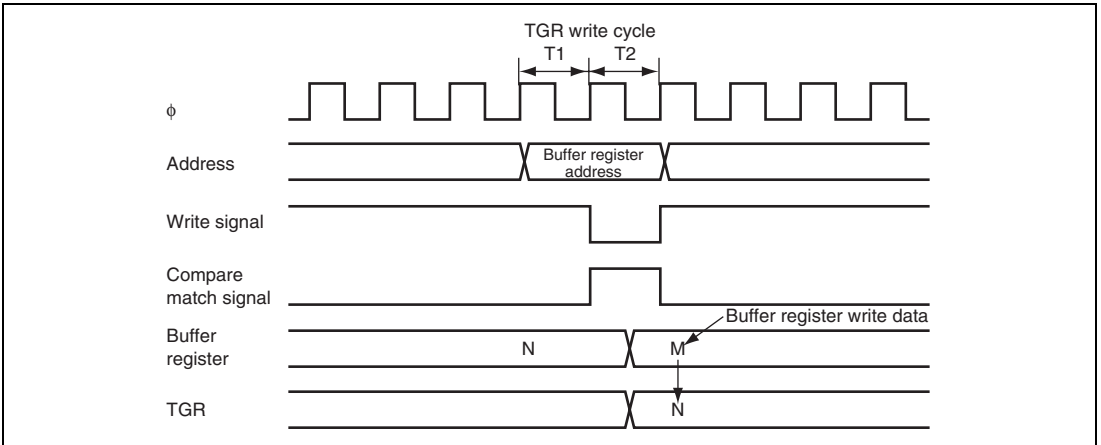 TGR write cycle
T1 T2
φ
Address
Buffer register
address
Write signal
Compare
match signal
Buffer register write data
Buffer
register
N M
TGR
N